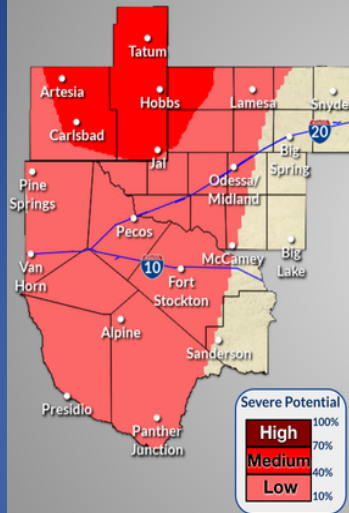 Tatum
Artesia
Hobbs
Lamesa
Snyde
Carlsbad
20
Jal
Big
Spring
Pine
Springs
Odessa/
Midland
Pecos
McCamey
Big
Lake
Van
Horn
10
Fort
Stockton
Alpine
Sanderson
Presidio
Panther
Junction
Severe Potential
100%
High
70%
Medium
40%
Low
10%